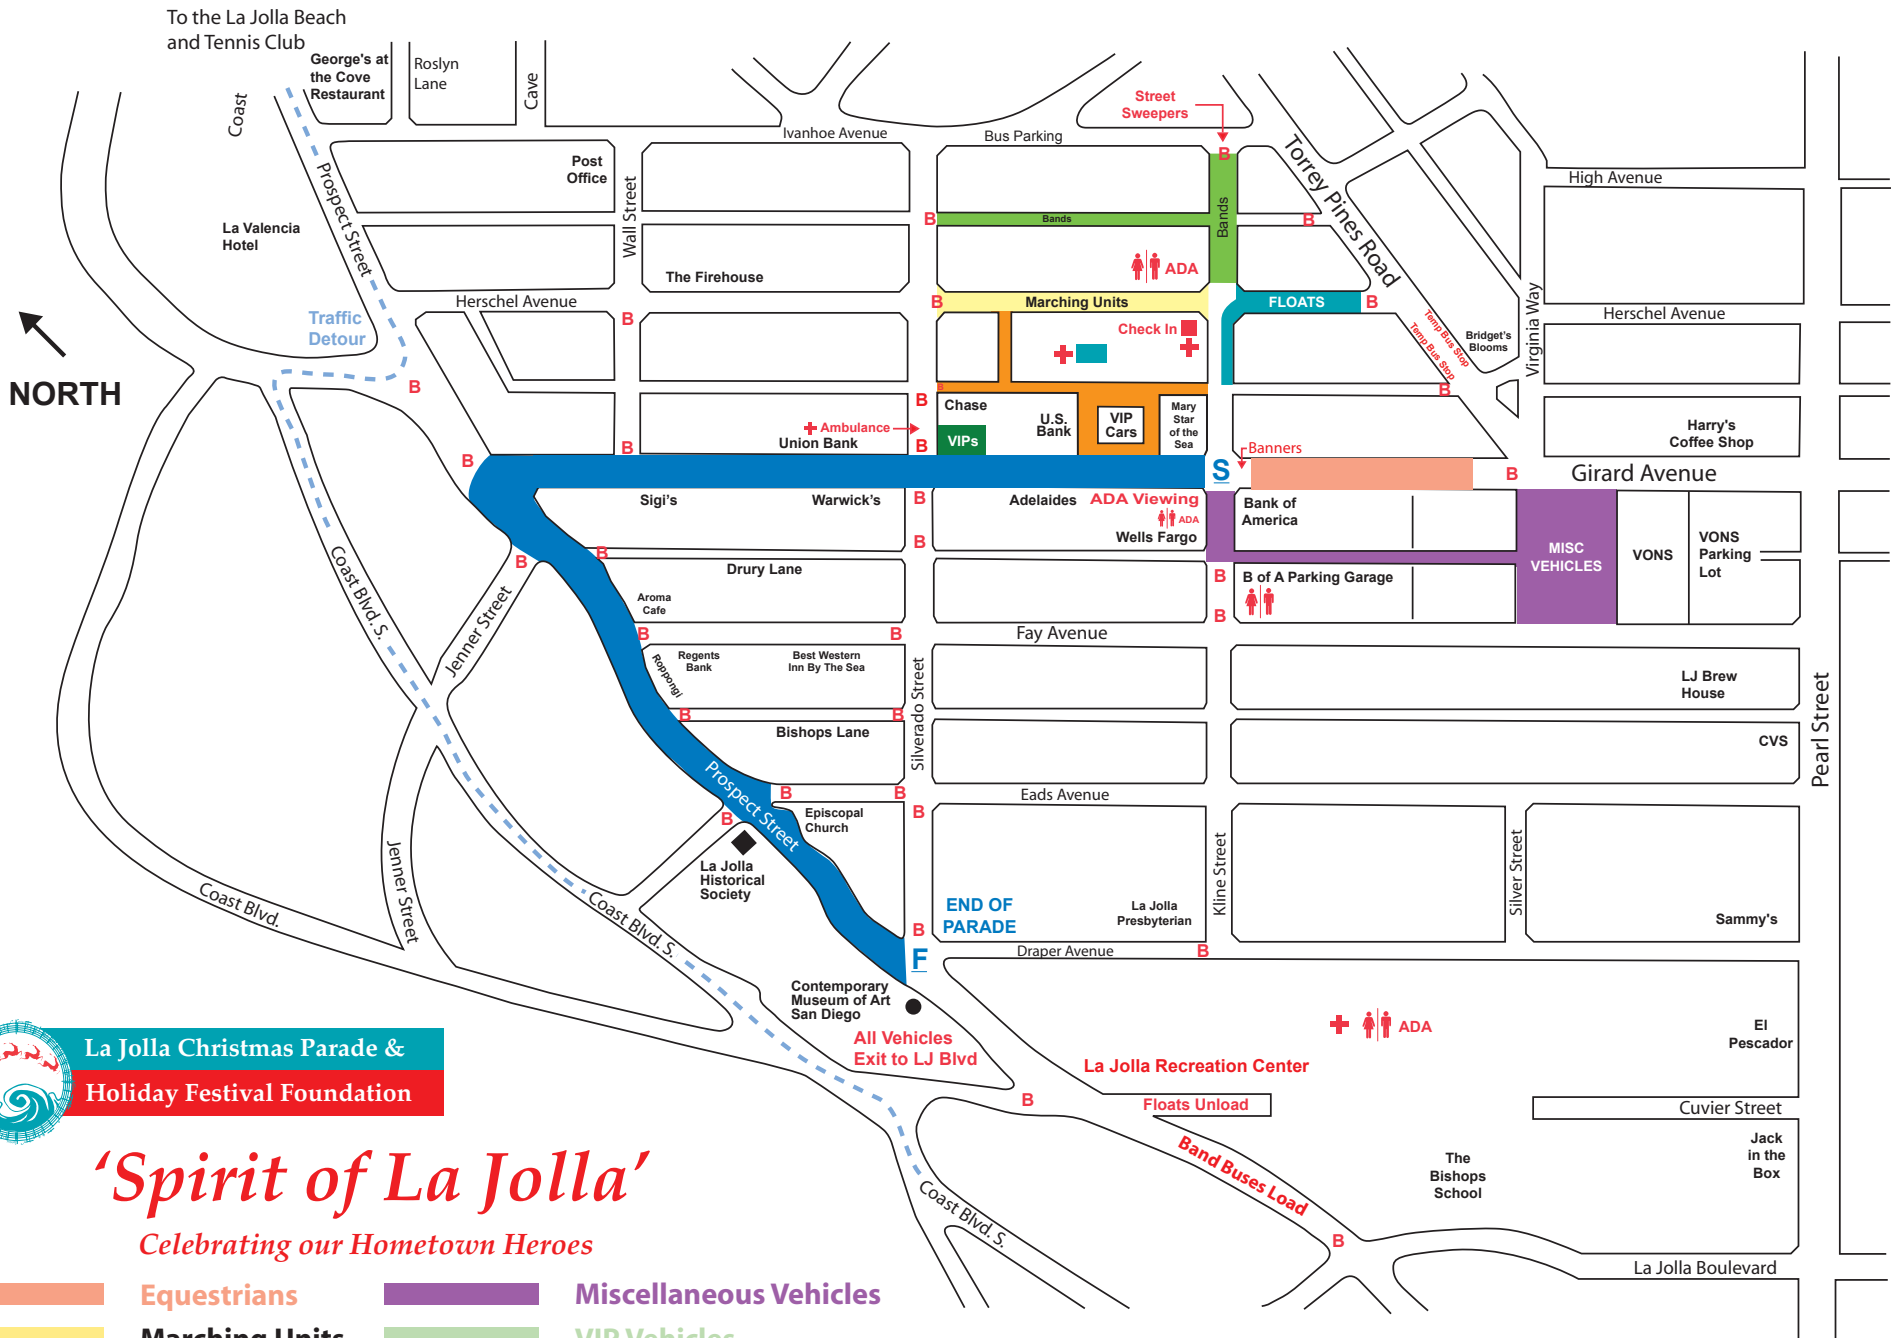 To the La Jolla Beach
and Tennis Club
George's at
the Cove
Restaurant
Roslyn
Lane
Cave
Coast
Street
Sweepers
Ivanhoe Avenue
Bus Parking
B
Torrey Pines Road
High Avenue
Post
Office
Prospect Street
Wall Street
B
Bands
Bands
B
La Valencia
Hotel
The Firehouse
ADA
Herschel Avenue
B
Marching Units
FLOATS
B
Virginia Way
Herschel Avenue
Traffic
Detour
B
Check In
Temp Bus Stop
Temp Bus Stop
Bridget's
Blooms
NORTH
B
B
B
B
Chase
U.S.
Bank
VIP
Cars
Mary
Star
of the
Sea
Harry's
Coffee Shop
Ambulance
Union Bank
VIPs
B
B
B
Banners
S
B
Girard Avenue
Sigi's
Warwick's
B
Adelaides
ADA Viewing
ADA
Wells Fargo
Bank of
America
B
MISC
VEHICLES
VONS
VONS
Parking
Lot
B
B
Drury Lane
B
B of A Parking Garage
Aroma
Cafe
B
Coast Blvd. S.
Jenner Street
B
B
Fay Avenue
Roppongi
Regents
Bank
Best Western
Inn By The Sea
Silverado Street
LJ Brew
House
Pearl Street
B
B
Bishops Lane
CVS
Prospect Street
B
B
Eads Avenue
B
Episcopal
Church
B
Jenner Street
La Jolla
Historical
Society
Kline Street
Silver Street
Coast Blvd.
Coast Blvd. S.
END OF
PARADE
La Jolla
Presbyterian
Sammy's
B
F
Draper Avenue
B
Contemporary
Museum of Art
San Diego
All Vehicles
Exit to LJ Blvd
ADA
El
Pescador
La Jolla Recreation Center
B
Floats Unload
Cuvier Street
Band Buses Load
The
Bishops
School
Jack
in the
Box
Coast Blvd. S.
B
La Jolla Boulevard
La Jolla Christmas Parade &
Holiday Festival Foundation
‘Spirit of La Jolla’
Celebrating our Hometown Heroes
Equestrians
Miscellaneous Vehicles
Marching Units
VIP Vehicles